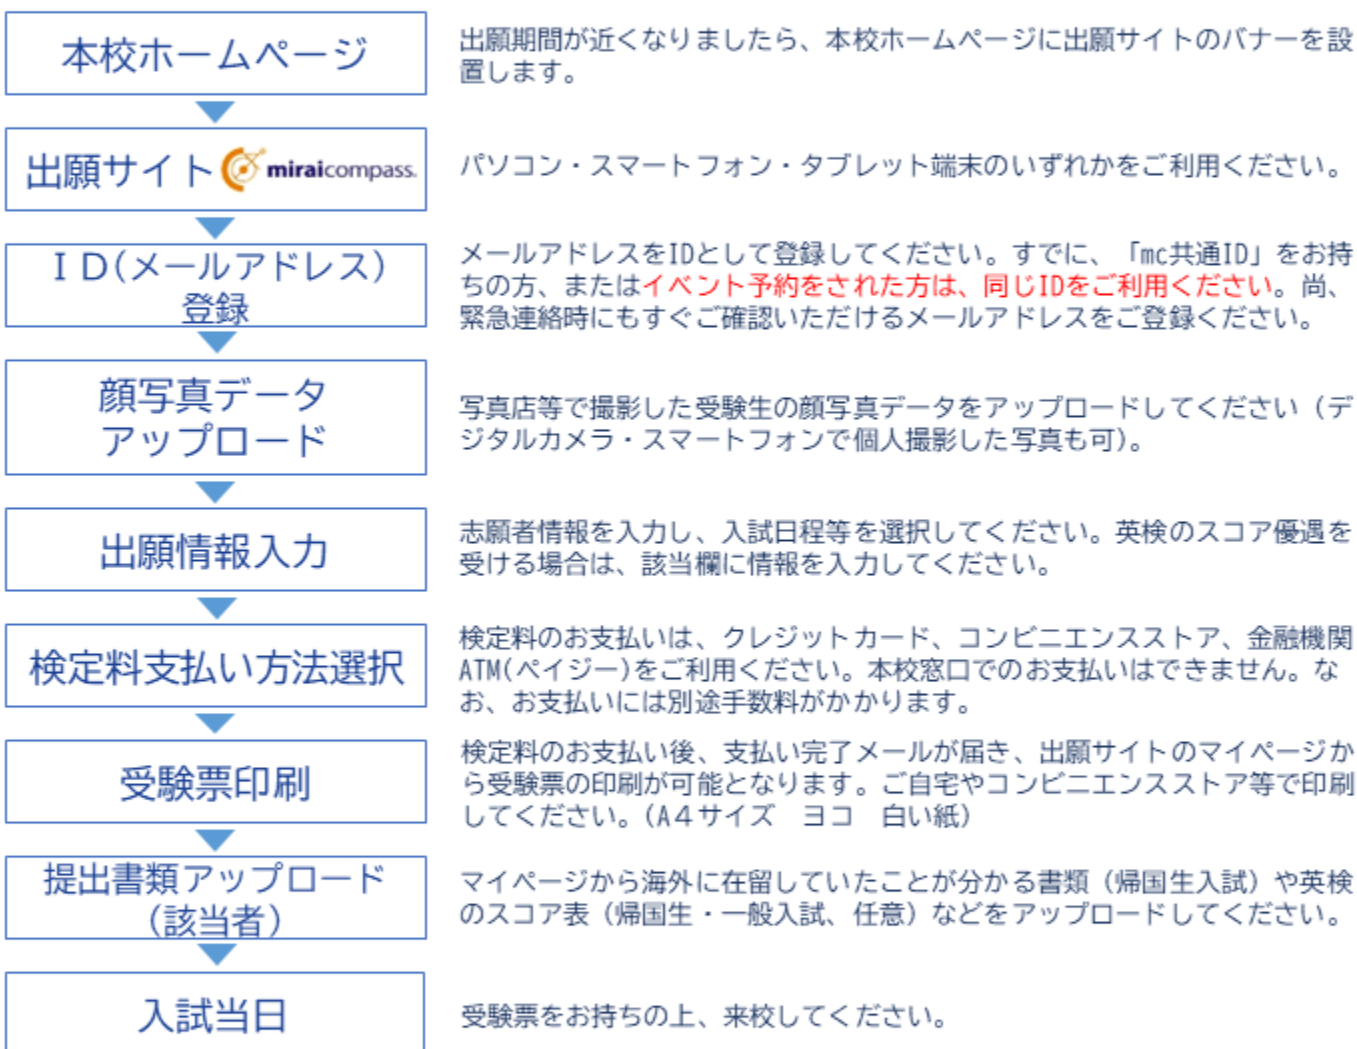 本校ホームページ
出願期間が近くなりましたら、本校ホームページに出願サイトのバナーを設
置します。
出願サイト miraicompass
パソコン・スマートフォン・タブレット端末のいずれかをご利用ください。
ＩＤ(メールアドレス)
登録
メールアドレスをIDとして登録してください。すでに、「mc共通ID」をお持
ちの方、またはイベント予約をされた方は、同じIDをご利用ください。尚、
緊急連絡時にもすぐご確認いただけるメールアドレスをご登録ください。
顔写真データ
アップロード
写真店等で撮影した受験生の顔写真データをアップロードしてください（デ
ジタルカメラ・スマートフォンで個人撮影した写真も可)。
出願情報入力
志願者情報を入力し、入試日程等を選択してください。英検のスコア優遇を
受ける場合は、該当欄に情報を入力してください。
検定料支払い方法選択
検定料のお支払いは、クレジットカード、コンビニエンスストア、金融機関
ATM(ペイジー)をご利用ください。本校窓口でのお支払いはできません。な
お、お支払いには別途手数料がかかります。
受験票印刷
検定料のお支払い後、支払い完了メールが届き、出願サイトのマイページか
ら受験票の印刷が可能となります。ご自宅やコンビニエンスストア等で印刷
してください。(A４サイズ　ヨコ　白い紙)
提出書類アップロード
（該当者）
マイページから海外に在留していたことが分かる書類（帰国生入試）や英検
のスコア表（帰国生・一般入試、任意）などをアップロードしてください。
入試当日
受験票をお持ちの上、来校してください。